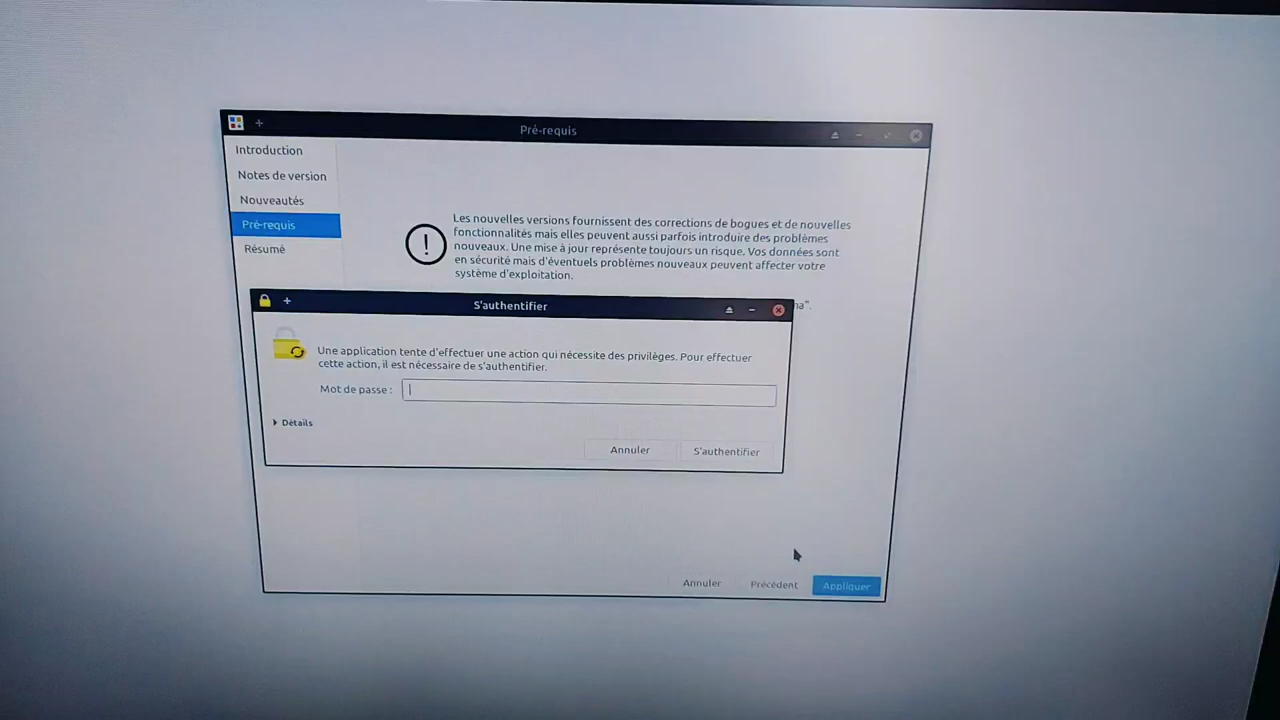 Pré-requis
Introduction
Notes de version
Nouveautés
Pré-requis
Résumé
Les nouvelles versions fournissent des corrections de bogues et de nouvelles
fonctionnalités mais elles peuvent aussi parfois introduire des problèmes
nouveaux. Une mise à jour représente toujours un risque. Vos données sont
en sécurité mais d'éventuels problèmes nouveaux peuvent affecter votre
système d'exploitation.
S'authentifier
Une application tente d'effectuer une action qui nécessite des privilèges. Pour effectuer
cette action, il est nécessaire de s'authentifier.
Mot de passe :
Détails
Annuler
S'authentifier
Annuler
Précédent
Appliquer